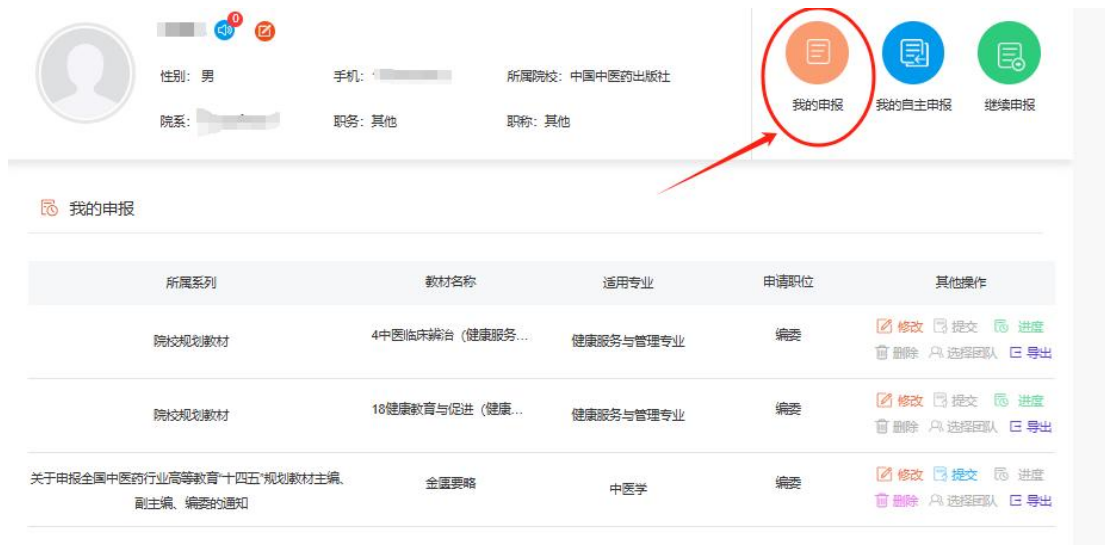 0
性别: 男
手机:
所属院校: 中国中医药出版社
院系:
职务: 其他
职称: 其他
我的申报
我的自主申报
继续申报
我的申报
所属系列
教材名称
适用专业
申请职位
其他操作
院校规划教材
4中医临床辨治（健康服务...
健康服务与管理专业
编委
修改 提交 进度
删除 选择团队 导出
院校规划教材
18健康教育与促进（健康...
健康服务与管理专业
编委
修改 提交 进度
删除 选择团队 导出
关于申报全国中医药行业高等教育“十四五”规划教材主编、
副主编、编委的通知
金匮要略
中医学
编委
修改 提交 进度
删除 选择团队 导出